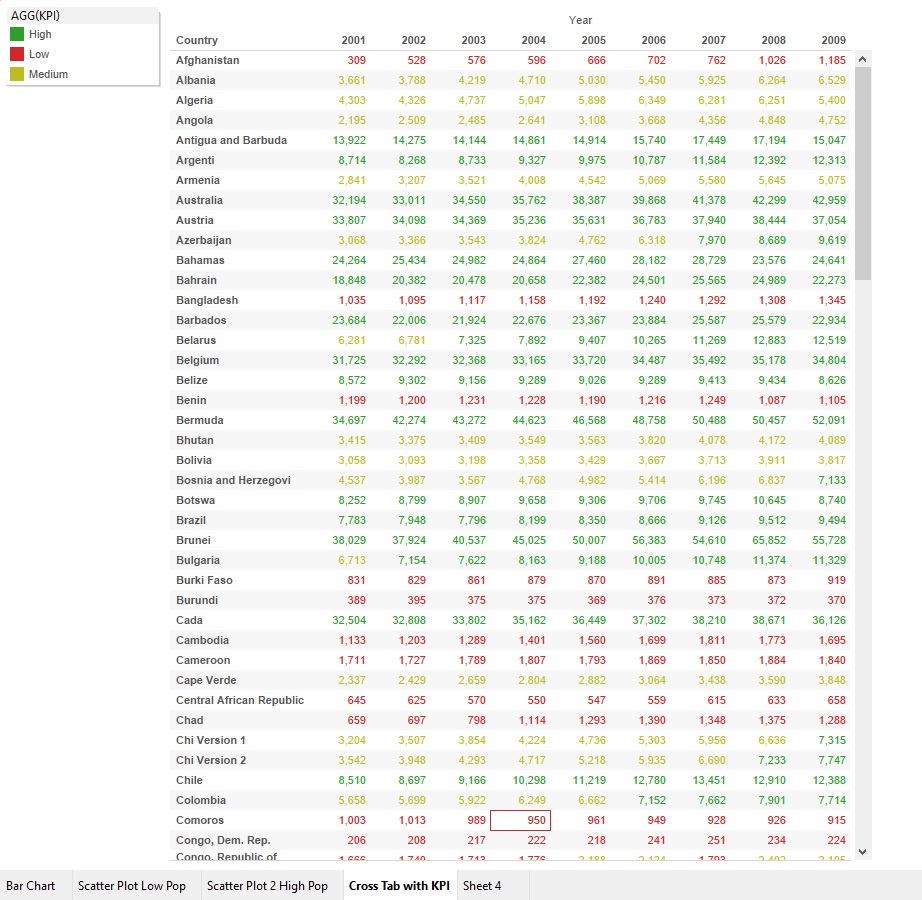 AGG(KPI)
High
Low
Medium
Year
Country 2001 2002 2003 2004 2005 2006 2007 2008 2009
Afghanistan 309 528 576 596 666 702 762 1,026 1,185
Albania 3,661 3,788 4,219 4,710 5,030 5,450 5,925 6,264 6,529
Algeria 4,303 4,326 4,737 5,047 5,898 6,349 6,281 6,251 5,400
Angola 2,195 2,509 2,485 2,641 3,108 3,668 4,356 4,848 4,752
Antigua and Barbuda 13,922 14,275 14,144 14,861 14,914 15,740 17,449 17,194 15,047
Argenti 8,714 8,268 8,733 9,327 9,975 10,787 11,584 12,392 12,313
Armenia 2,841 3,207 3,521 4,008 4,542 5,069 5,580 5,645 5,075
Australia 32,194 33,011 34,550 35,762 38,387 39,868 41,378 42,299 42,959
Austria 33,807 34,098 34,369 35,236 35,631 36,783 37,940 38,444 37,054
Azerbaijan 3,068 3,366 3,543 3,824 4,762 6,318 7,970 8,689 9,619
Bahamas 24,264 25,434 24,982 24,864 27,460 28,182 28,729 23,576 24,641
Bahrain 18,848 20,382 20,478 20,658 22,382 24,501 25,565 24,989 22,273
Bangladesh 1,035 1,095 1,117 1,158 1,192 1,240 1,292 1,308 1,345
Barbados 23,684 22,006 21,924 22,676 23,367 23,884 25,587 25,579 22,934
Belarus 6,281 6,781 7,325 7,892 9,407 10,265 11,269 12,883 12,519
Belgium 31,725 32,292 32,368 33,165 33,720 34,487 35,492 35,178 34,804
Belize 8,572 9,302 9,156 9,289 9,026 9,289 9,413 9,434 8,626
Benin 1,199 1,200 1,231 1,228 1,190 1,216 1,249 1,087 1,105
Bermuda 34,697 42,274 43,272 44,623 46,568 48,758 50,488 50,457 52,091
Bhutan 3,415 3,375 3,409 3,549 3,563 3,820 4,078 4,172 4,089
Bolivia 3,058 3,093 3,198 3,358 3,429 3,667 3,713 3,911 3,817
Bosnia and Herzegovi 4,537 3,987 3,567 4,768 4,982 5,414 6,196 6,837 7,133
Botswa 8,252 8,799 8,907 9,658 9,306 9,706 9,745 10,645 8,740
Brazil 7,783 7,948 7,796 8,199 8,350 8,666 9,126 9,512 9,494
Brunei 38,029 37,924 40,537 45,025 50,007 56,383 54,610 65,852 55,728
Bulgaria 6,713 7,154 7,622 8,163 9,188 10,005 10,748 11,374 11,329
Burki Faso 831 829 861 879 870 891 885 873 919
Burundi 389 395 375 375 369 376 373 372 370
Cada 32,504 32,808 33,802 35,162 36,449 37,302 38,210 38,671 36,126
Cambodia 1,133 1,203 1,289 1,401 1,560 1,699 1,811 1,773 1,695
Cameroon 1,711 1,727 1,789 1,807 1,793 1,869 1,850 1,884 1,840
Cape Verde 2,337 2,429 2,659 2,804 2,882 3,064 3,438 3,590 3,848
Central African Republic 645 625 570 550 547 559 615 633 658
Chad 659 697 798 1,114 1,293 1,390 1,348 1,375 1,288
Chi Version 1 3,204 3,507 3,854 4,224 4,736 5,303 5,956 6,636 7,315
Chi Version 2 3,542 3,948 4,293 4,717 5,218 5,935 6,690 7,233 7,747
Chile 8,510 8,697 9,166 10,298 11,219 12,780 13,451 12,910 12,388
Colombia 5,658 5,699 5,922 6,249 6,662 7,152 7,662 7,901 7,714
Comoros 1,003 1,013 989 950 961 949 928 926 915
Congo, Dem. Rep. 206 208 217 222 218 241 251 234 224
Congo, Republic of
Bar Chart Scatter Plot Low Pop Scatter Plot 2 High Pop Cross Tab with KPI Sheet 4